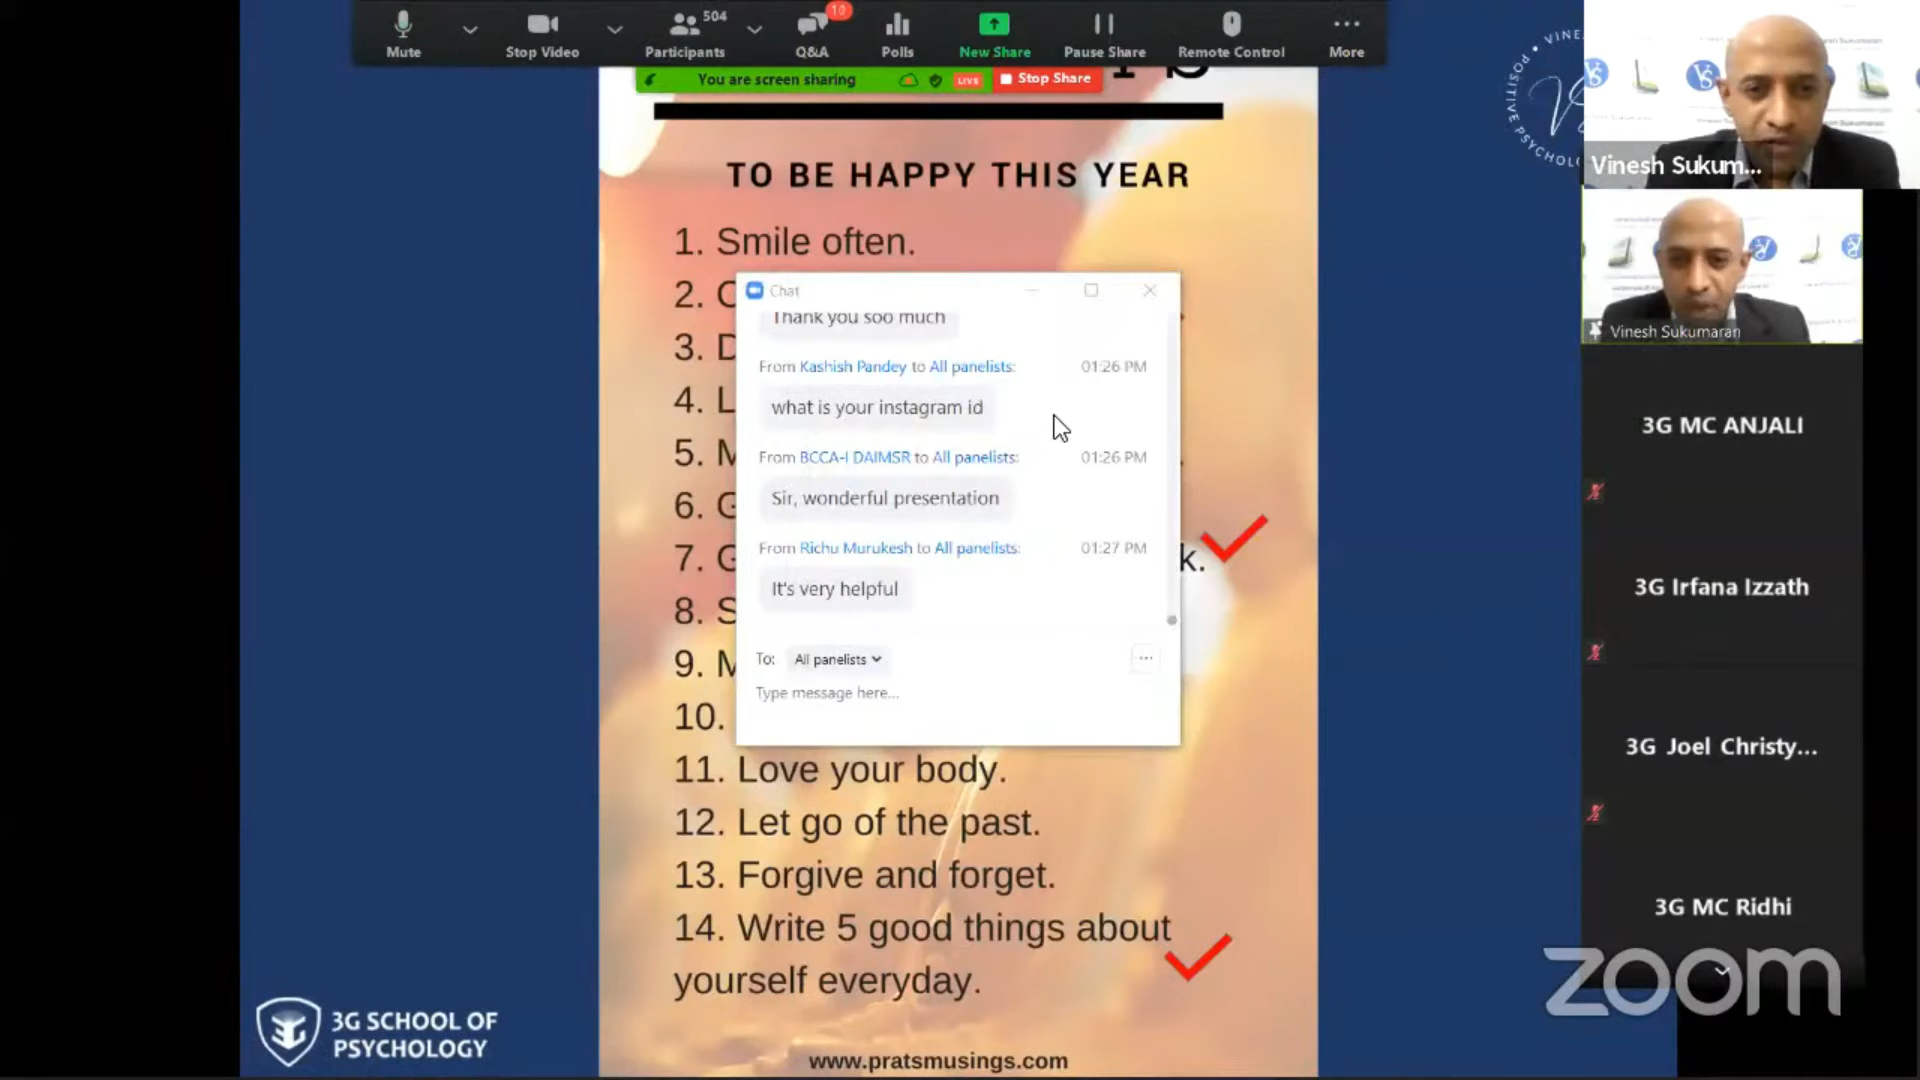 Mute
Stop Video
Participants
504
Q&A
10
Polls
New Share
Pause Share
Remote Control
More
You are screen sharing
LIVE
Stop Share
TO BE HAPPY THIS YEAR
1. Smile often.
2.
3.
4.
5.
6.
7. k.
8.
9.
10.
11. Love your body.
12. Let go of the past.
13. Forgive and forget.
14. Write 5 good things about
yourself everyday.
www.pratsmusings.com
Chat
Thank you soo much
From Kashish Pandey to All panelists: 01:26 PM
what is your instagram id
From BCCA-I DAIMSR to All panelists: 01:26 PM
Sir, wonderful presentation
From Richu Murukesh to All panelists: 01:27 PM
It's very helpful
To: All panelists
Type message here...
3G SCHOOL OF
PSYCHOLOGY
POSITIVE
Vinesh Sukum...
Vinesh Sukumaran
3G MC ANJALI
3G Irfana Izzath
3G Joel Christy...
3G MC Ridhi
zoom